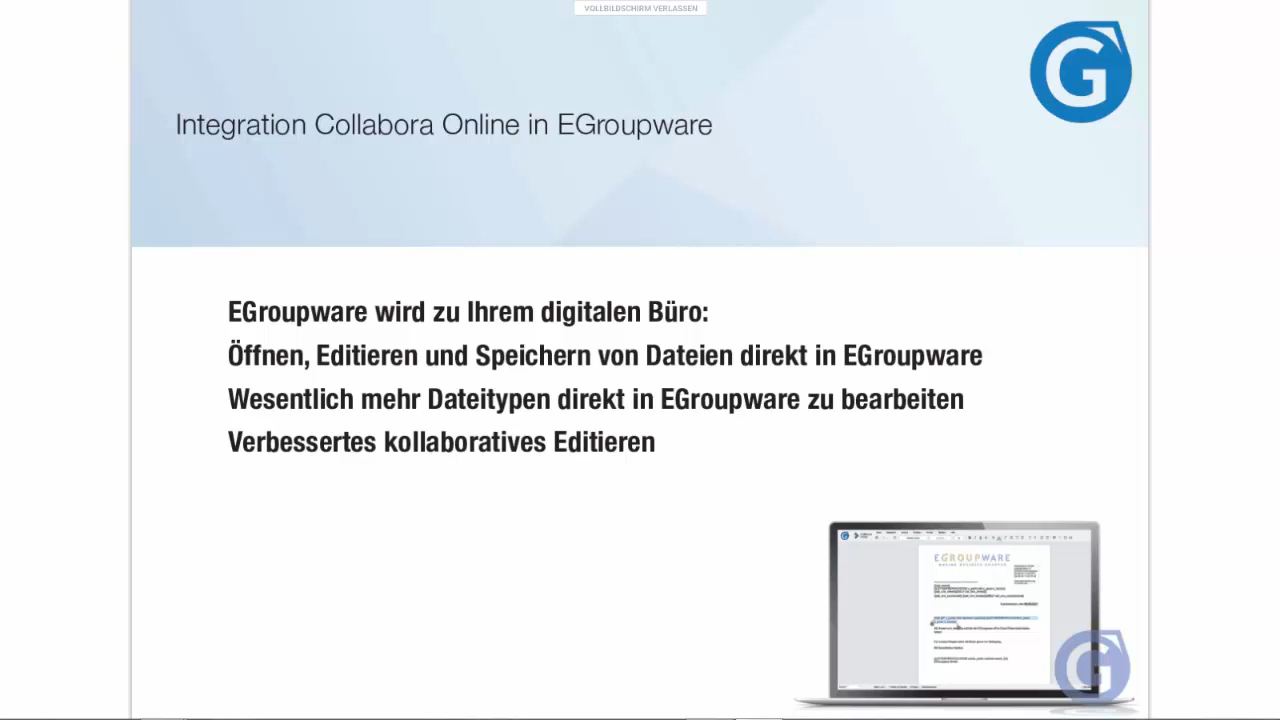 VOLLBILDSCHIRM VERLASSEN
G
Integration Collabora Online in EGroupware
EGroupware wird zu Ihrem digitalen Büro:
Öffnen, Editieren und Speichern von Dateien direkt in EGroupware
Wesentlich mehr Dateitypen direkt in EGroupware zu bearbeiten
Verbessertes kollaboratives Editieren
EGROUPWARE
G